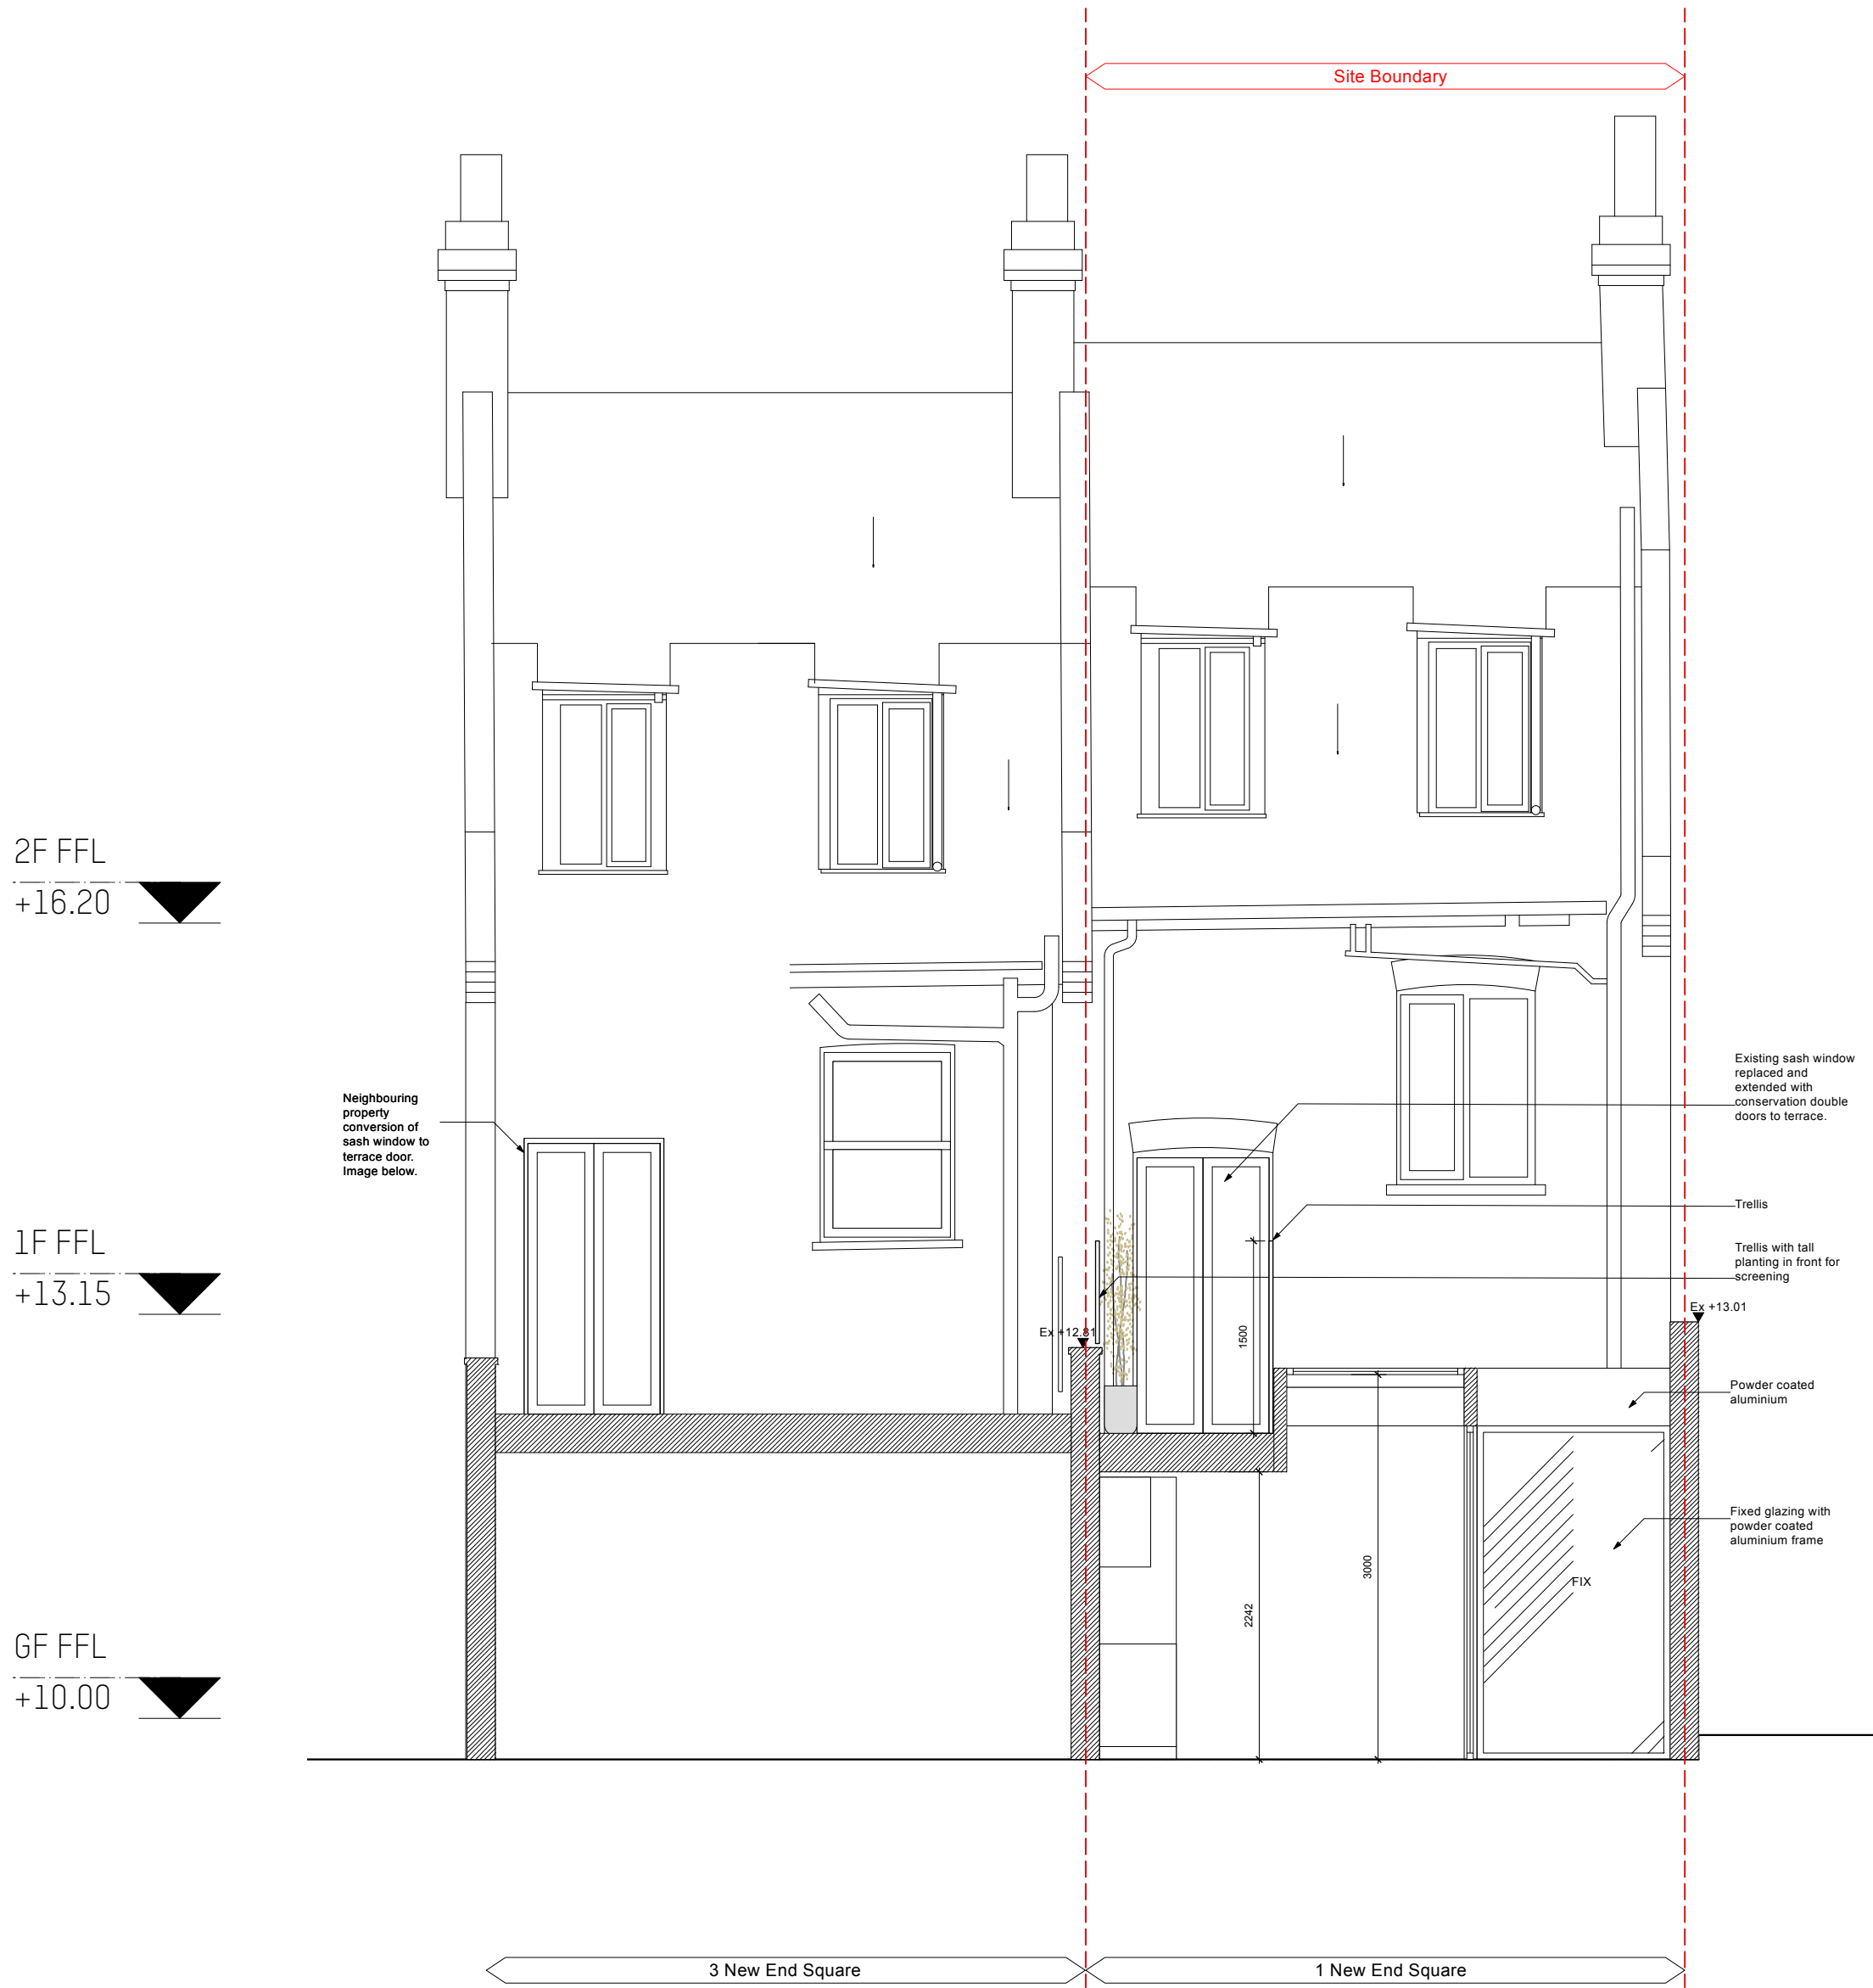 Site Boundary
2F FFL
+16.20
Existing sash window
replaced and
extended with
conservation double
doors to terrace.
Neighbouring
property
conversion of
sash window to
terrace door.
Image below.
Trellis
1F FFL
+13.15
Trellis with tall
planting in front for
screening
Ex +13.01
Ex +12.81
1500
Powder coated
aluminium
Fixed glazing with
powder coated
aluminium frame
FIX
3000
2242
GF FFL
+10.00
3 New End Square
1 New End Square